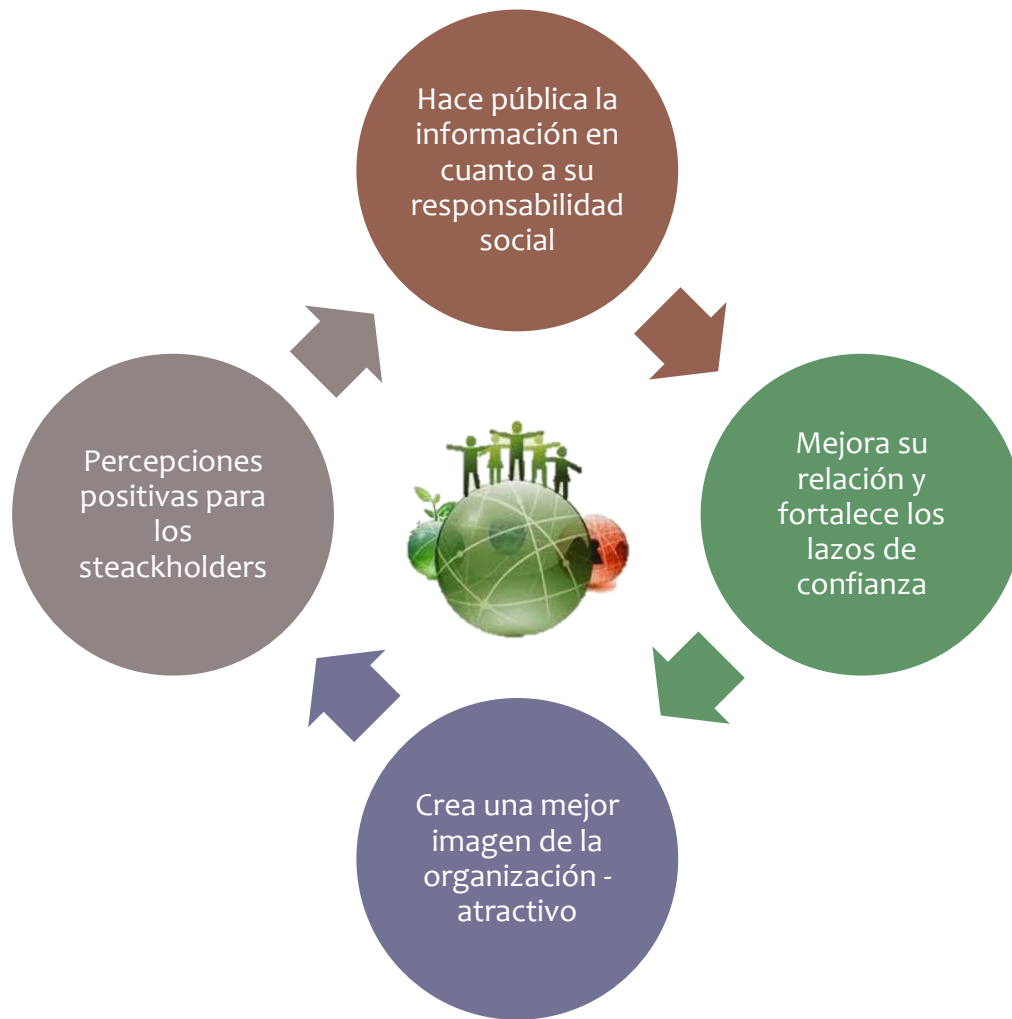 Hace pública la
información en
cuanto a su
responsabilidad
social
Mejora su
relación y
fortalece los
lazos de
confianza
Crea una mejor
imagen de la
organización -
atractivo
Percepciones
positivas para
los
steackholders